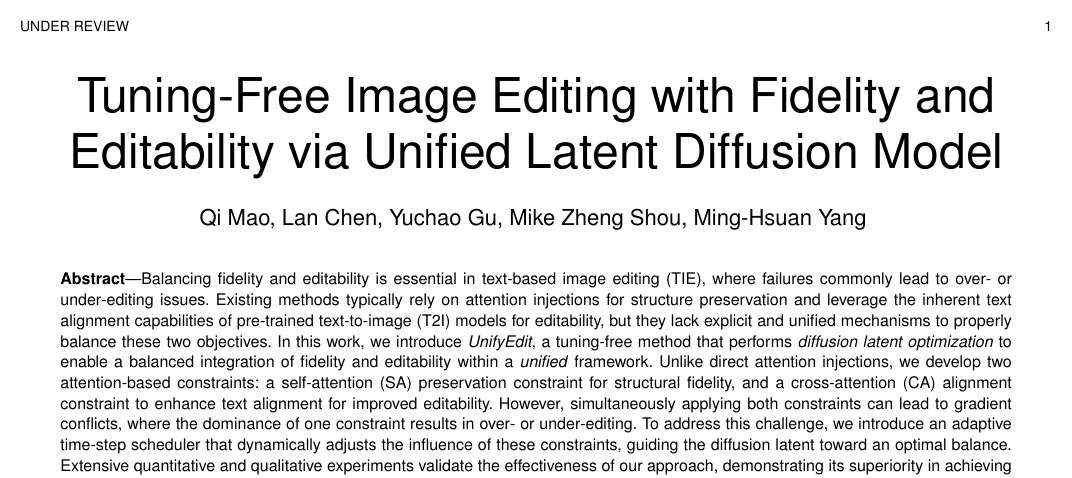 UNDER REVIEW 1
Tuning-Free Image Editing with Fidelity and
Editability via Unified Latent Diffusion Model
Qi Mao, Lan Chen, Yuchao Gu, Mike Zheng Shou, Ming-Hsuan Yang
Abstract—Balancing fidelity and editability is essential in text-based image editing (TIE), where failures commonly lead to over- or
under-editing issues. Existing methods typically rely on attention injections for structure preservation and leverage the inherent text
alignment capabilities of pre-trained text-to-image (T2I) models for editability, but they lack explicit and unified mechanisms to properly
balance these two objectives. In this work, we introduce UnifyEdit, a tuning-free method that performs diffusion latent optimization to
enable a balanced integration of fidelity and editability within a unified framework. Unlike direct attention injections, we develop two
attention-based constraints: a self-attention (SA) preservation constraint for structural fidelity, and a cross-attention (CA) alignment
constraint to enhance text alignment for improved editability. However, simultaneously applying both constraints can lead to gradient
conflicts, where the dominance of one constraint results in over- or under-editing. To address this challenge, we introduce an adaptive
time-step scheduler that dynamically adjusts the influence of these constraints, guiding the diffusion latent toward an optimal balance.
Extensive quantitative and qualitative experiments validate the effectiveness of our approach, demonstrating its superiority in achieving